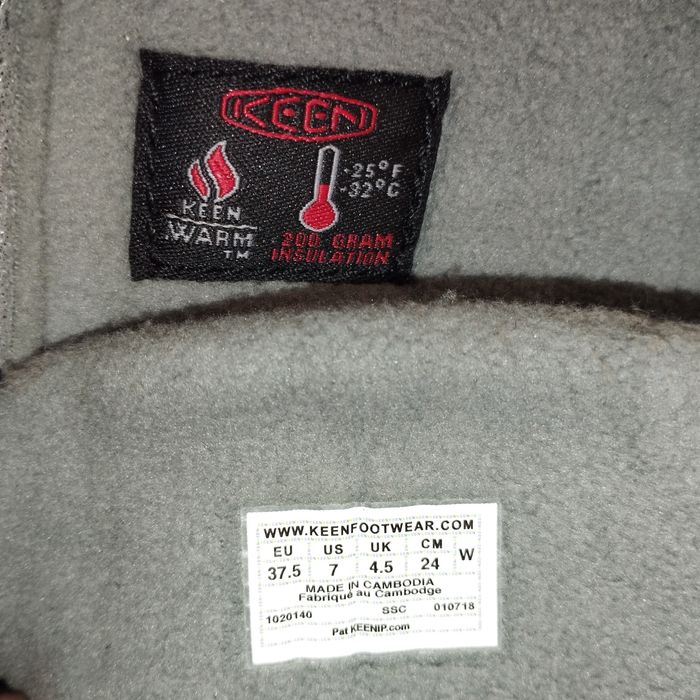 KEEN
-25°F
-32°C
KEEN
WARM
TM
200 GRAM
INSULATION
WWW.KEENFOOTWEAR.COM
EU US UK CM W
37.5 7 4.5 24
MADE IN CAMBODIA
Fabriqué au Cambodge
1020140 SSC 010718
Pat KEENIP.com